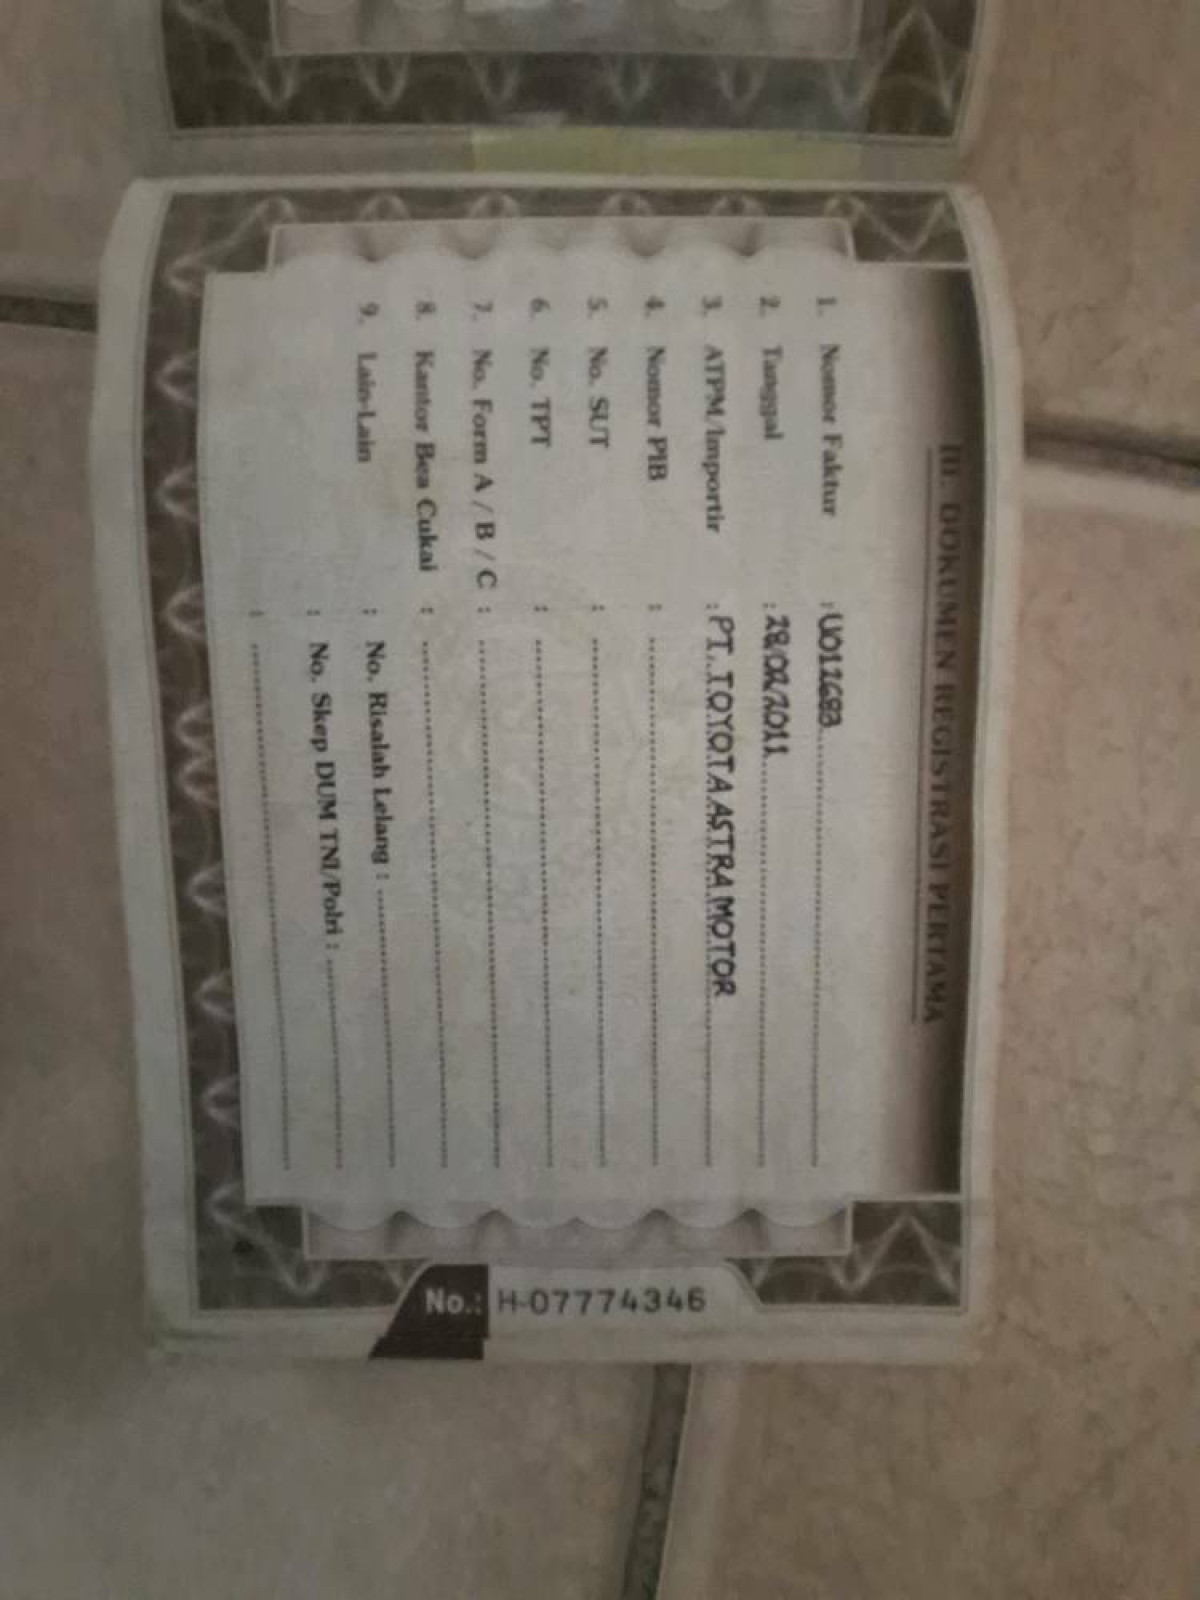 III. DOKUMEN REGISTRASI PERTAMA
1. Nomor Faktur : U0112683
2. Tanggal : 28/02/2011
3. ATPM/Importir : PT. TOYOTA ASTRA MOTOR
4. Nomor PIB :
5. No. SUT :
6. No. TPT :
7. No. Form A / B / C :
8. Kantor Bea Cukai :
9. Lain-Lain : No. Risalah Lelang :
: No. Skep DUM TNI/Polri :
:
No.: H-07774346